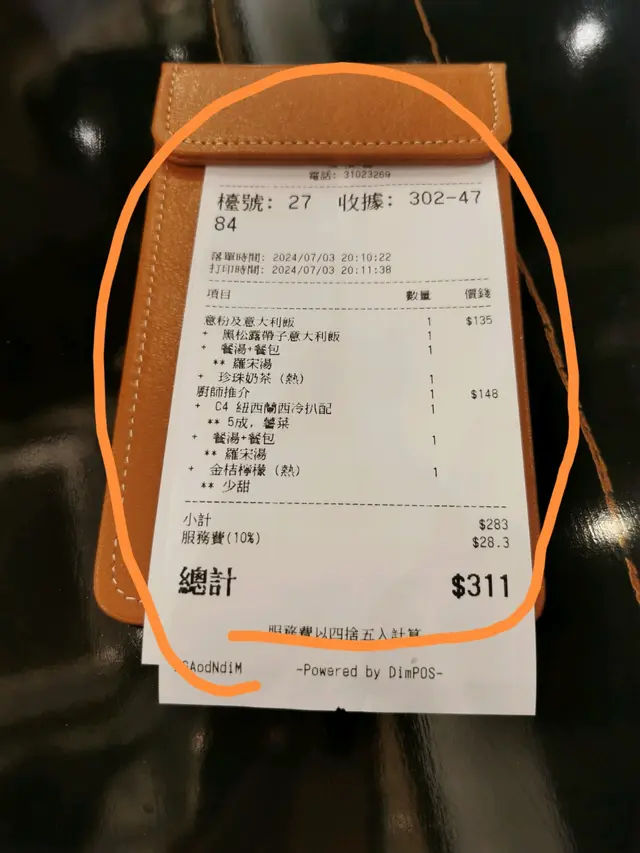 電話: 31023269
檯號: 27 收據: 302-47
84
落單時間: 2024/07/03 20:10:22
打印時間: 2024/07/03 20:11:38
項目 數量 價錢
意粉及意大利飯 1 $135
+ 黑松露帶子意大利飯 1
+ 餐湯+餐包 1
** 羅宋湯
+ 珍珠奶茶 (熱) 1
廚師推介 1 $148
+ C4 紐西蘭西冷扒配 1
** 5成, 薯菜
+ 餐湯+餐包 1
** 羅宋湯
+ 金桔檸檬 (熱) 1
** 少甜
小計 $283
服務費(10%) $28.3
總計 $311
服務費以四捨五入計算
-Powered by DimPOS-